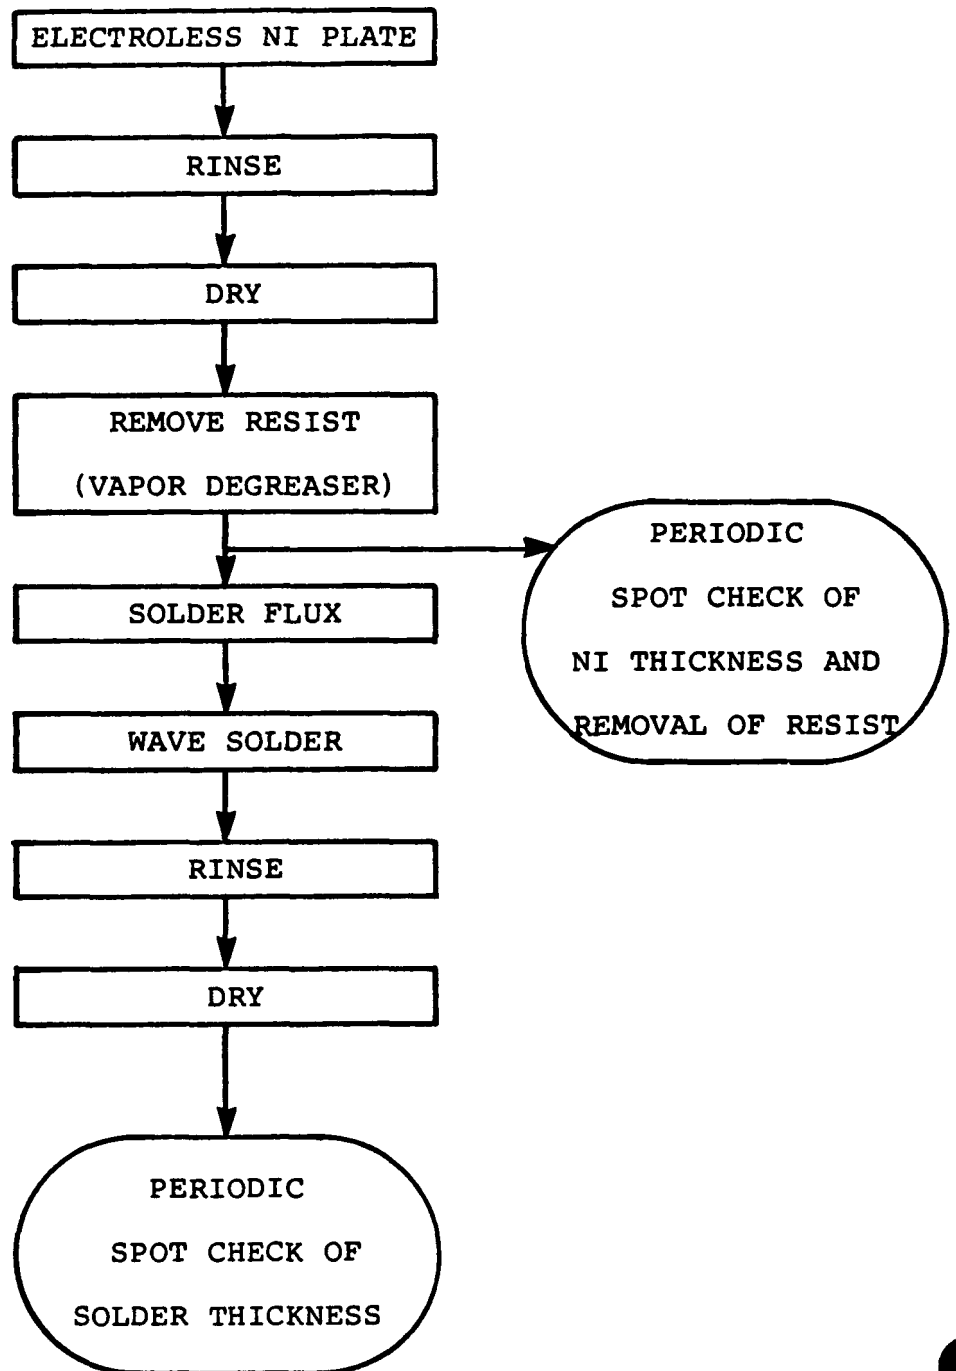 ELECTROLESS NI PLATE
RINSE
DRY
REMOVE RESIST
(VAPOR DEGREASER)
PERIODIC
SPOT CHECK OF
NI THICKNESS AND
REMOVAL OF RESIST
SOLDER FLUX
WAVE SOLDER
RINSE
DRY
PERIODIC
SPOT CHECK OF
SOLDER THICKNESS